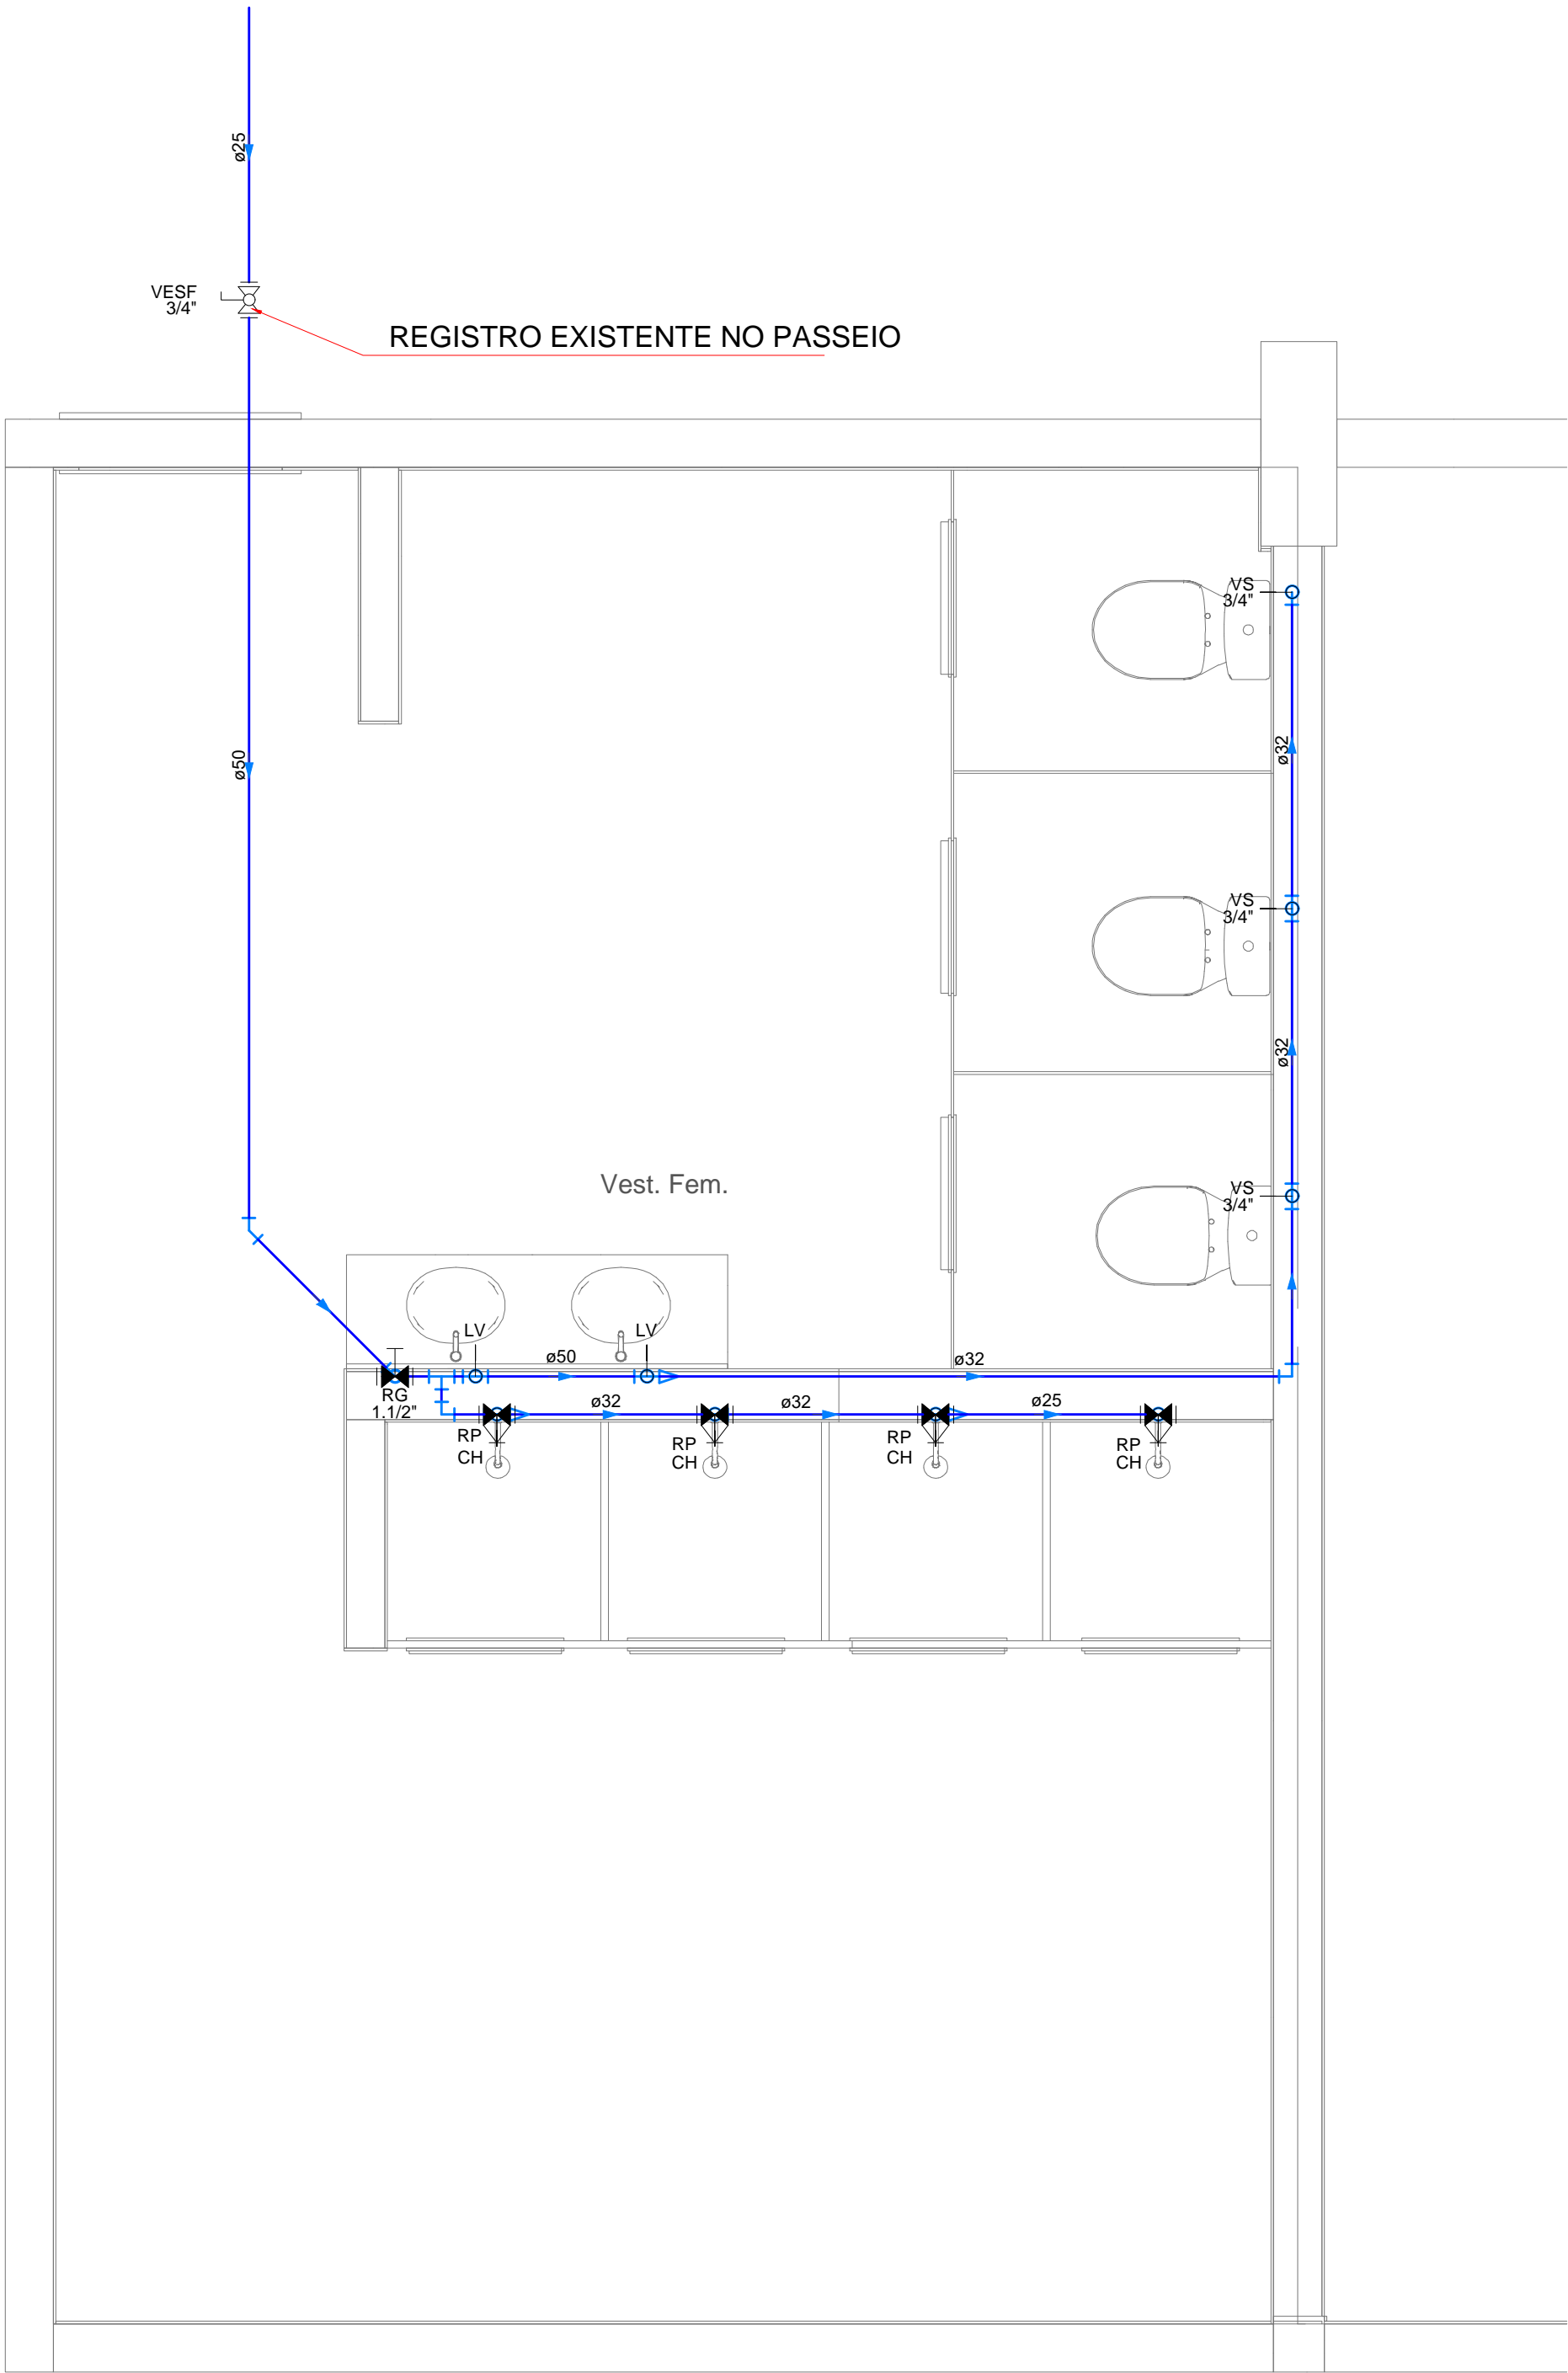 ø25
VESF
3/4"
REGISTRO EXISTENTE NO PASSEIO
VS
3/4"
ø50
ø32
VS
3/4"
ø32
Vest. Fem.
VS
3/4"
LV
LV
ø50
ø32
RG
1.1/2"
ø32
ø32
ø25
RP
CH
RP
CH
RP
CH
RP
CH